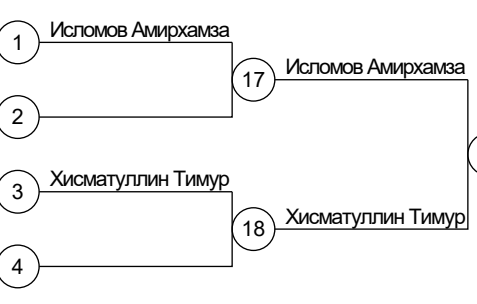 1 Исломов Амирхамза
17 Исломов Амирхамза
2
3 Хисматуллин Тимур
18 Хисматуллин Тимур
4